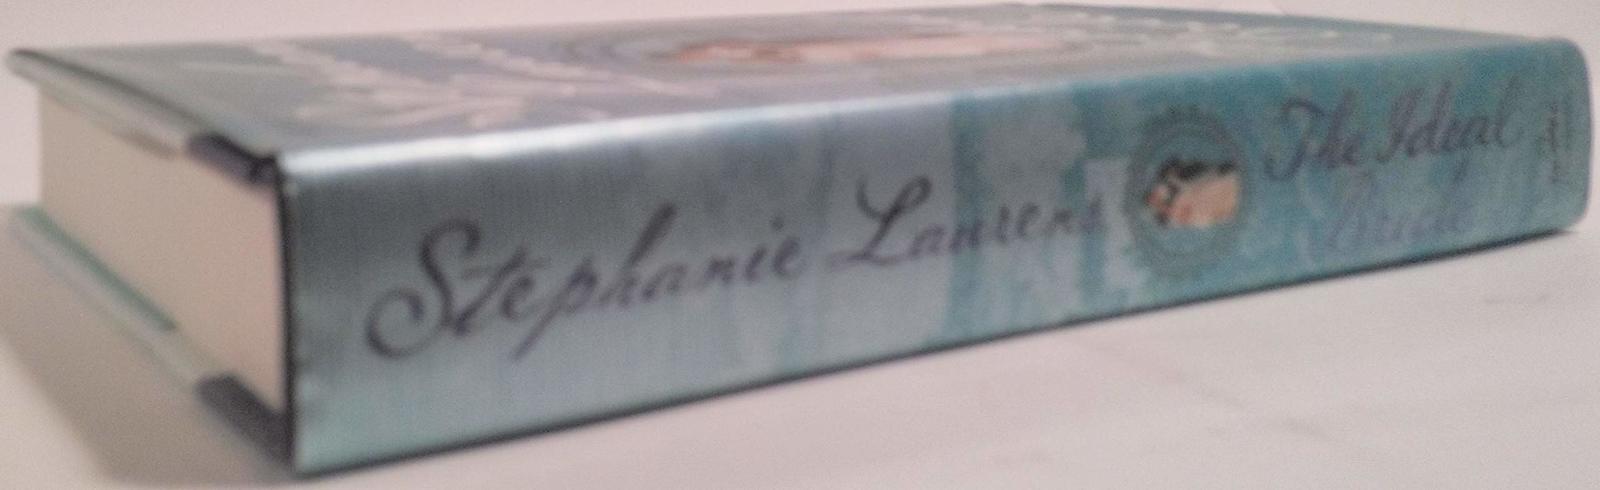 Stephanie Laurens
The Ideal
Bride